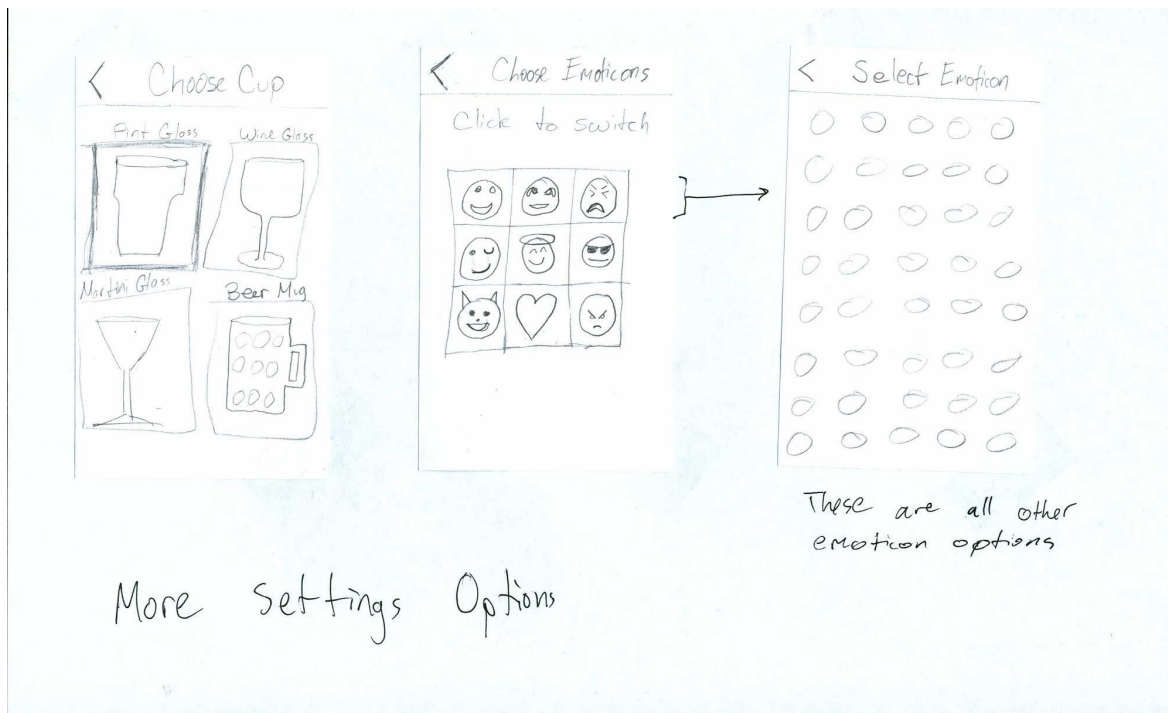 < Choose Cup
Pint Glass
Wine Glass
Martini Glass
Beer Mug
< Choose Emoticons
Click to switch
< Select Emoticon
These are all other
emoticon options
More Settings Options